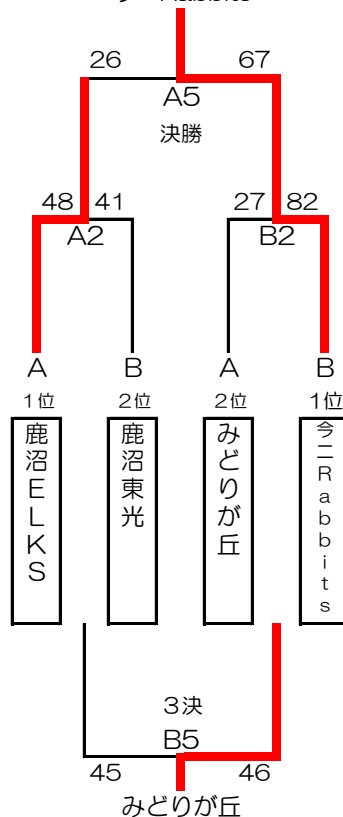 26 67
A5
決勝
48 41 27 82
A2 B2
A B A B
1位 2位 2位 1位
鹿沼ELKS
鹿沼東光
みどりが丘
今二Rabbits
3決
B5
45 46
みどりが丘